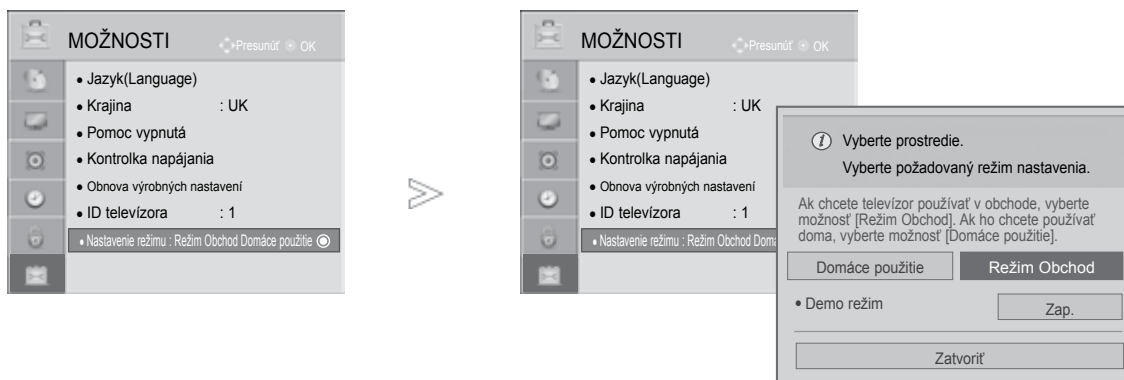 MOŽNOSTI
Presunúť OK
• Jazyk(Language)
• Krajina : UK
• Pomoc vypnutá
• Kontrolka napájania
• Obnova výrobných nastavení
• ID televízora : 1
• Nastavenie režimu : Režim Obchod Domáce použitie
MOŽNOSTI
Presunúť OK
• Jazyk(Language)
• Krajina : UK
• Pomoc vypnutá
• Kontrolka napájania
• Obnova výrobných nastavení
• ID televízora : 1
• Nastavenie režimu : Režim Obchod Domá
Vyberte prostredie.
Vyberte požadovaný režim nastavenia.
Ak chcete televízor používať v obchode, vyberte
možnosť [Režim Obchod]. Ak ho chcete používať
doma, vyberte možnosť [Domáce použitie].
Domáce použitie
Režim Obchod
• Demo režim
Zap.
Zatvoriť